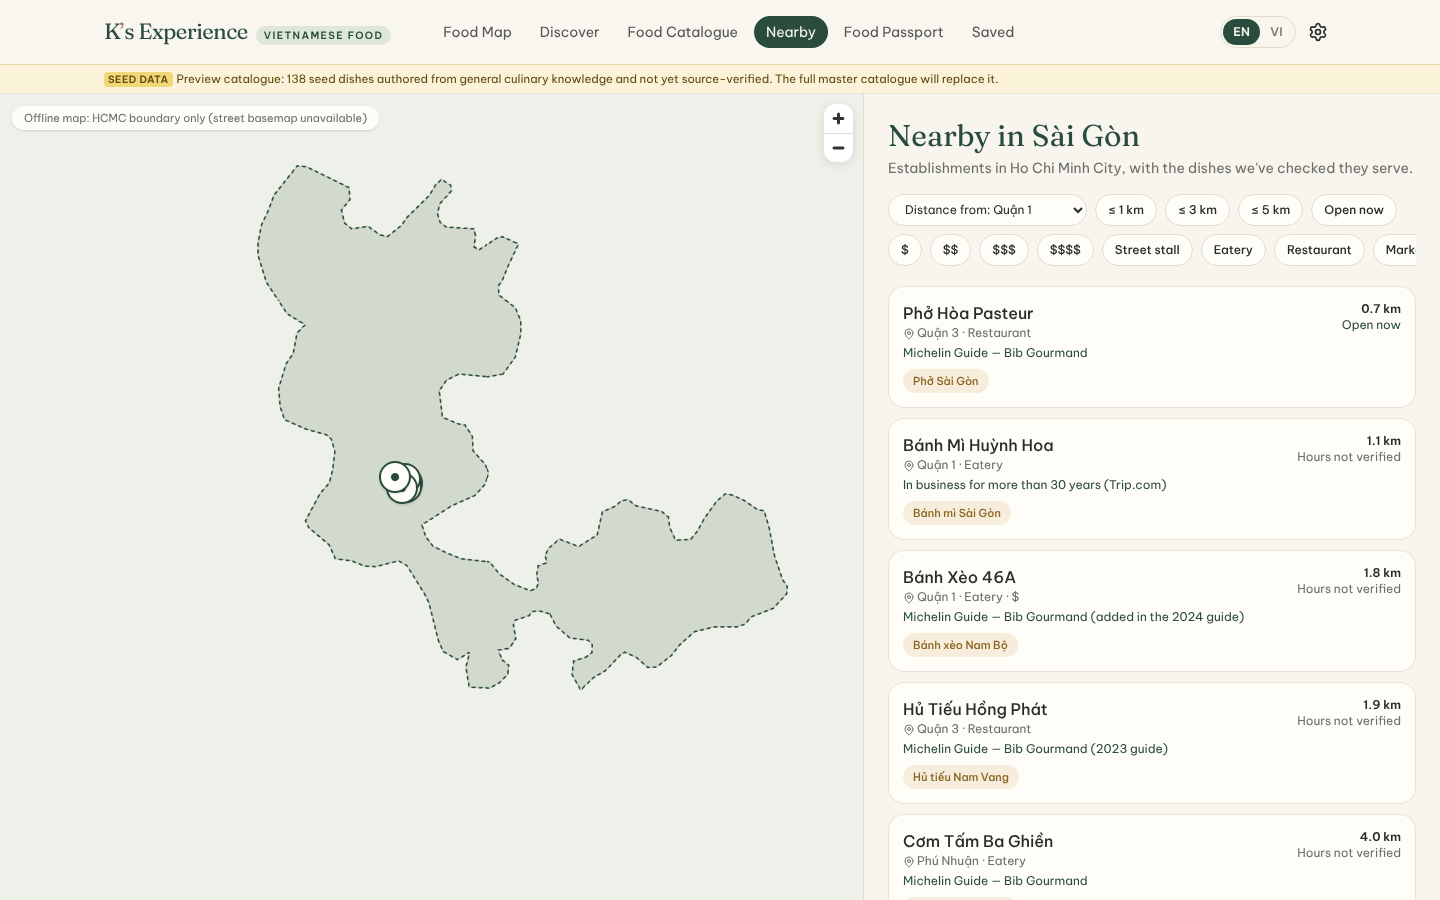 K's Experience VIETNAMESE FOOD
Food Map Discover Food Catalogue Nearby Food Passport Saved
EN VI
SEED DATA Preview catalogue: 138 seed dishes authored from general culinary knowledge and not yet source-verified. The full master catalogue will replace it.
Offline map: HCMC boundary only (street basemap unavailable)
Nearby in Sài Gòn
Establishments in Ho Chi Minh City, with the dishes we've checked they serve.
Distance from: Quận 1 ≤ 1 km ≤ 3 km ≤ 5 km Open now
$ $$ $$$ $$$$ Street stall Eatery Restaurant Mark
Phở Hòa Pasteur 0.7 km
Quận 3 · Restaurant Open now
Michelin Guide — Bib Gourmand
Phở Sài Gòn
Bánh Mì Huỳnh Hoa 1.1 km
Quận 1 · Eatery Hours not verified
In business for more than 30 years (Trip.com)
Bánh mì Sài Gòn
Bánh Xèo 46A 1.8 km
Quận 1 · Eatery · $ Hours not verified
Michelin Guide — Bib Gourmand (added in the 2024 guide)
Bánh xèo Nam Bộ
Hủ Tiếu Hồng Phát 1.9 km
Quận 3 · Restaurant Hours not verified
Michelin Guide — Bib Gourmand (2023 guide)
Hủ tiếu Nam Vang
Cơm Tấm Ba Ghiền 4.0 km
Phú Nhuận · Eatery Hours not verified
Michelin Guide — Bib Gourmand